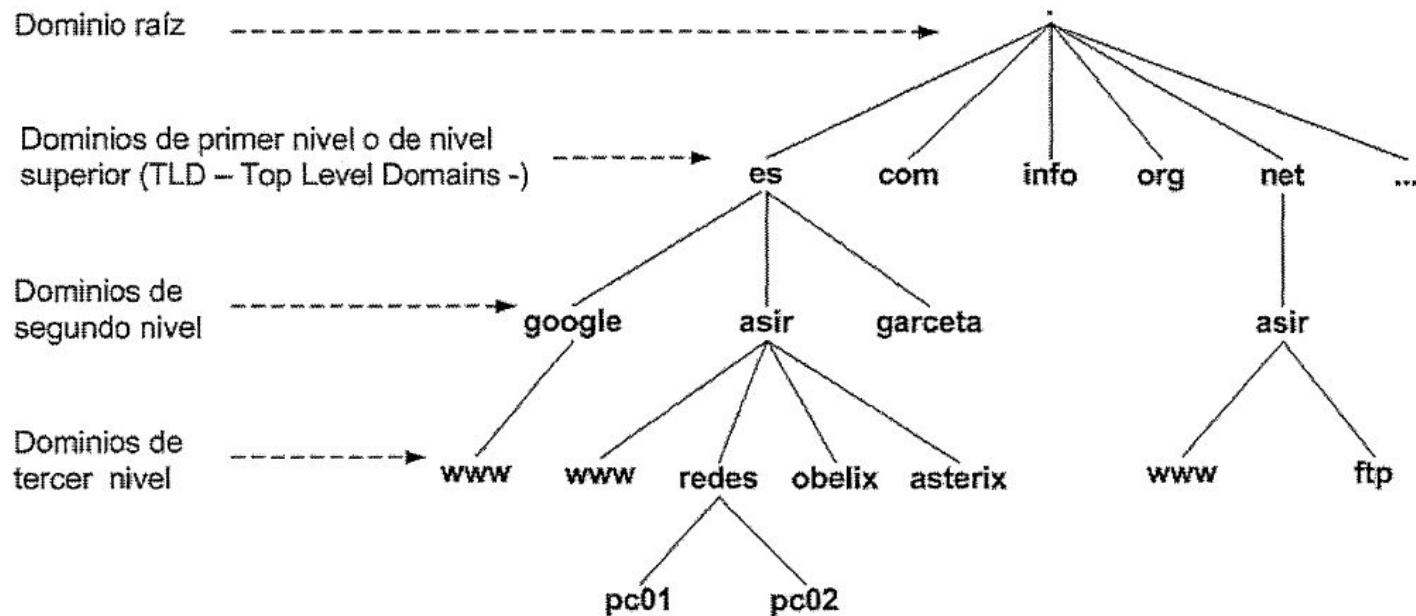 .
Dominio raíz
Dominios de primer nivel o de nivel
superior (TLD – Top Level Domains -)
es com info org net ...
Dominios de
segundo nivel
google asir garceta asir
Dominios de
tercer nivel
www www redes obelix asterix www ftp
pc01 pc02